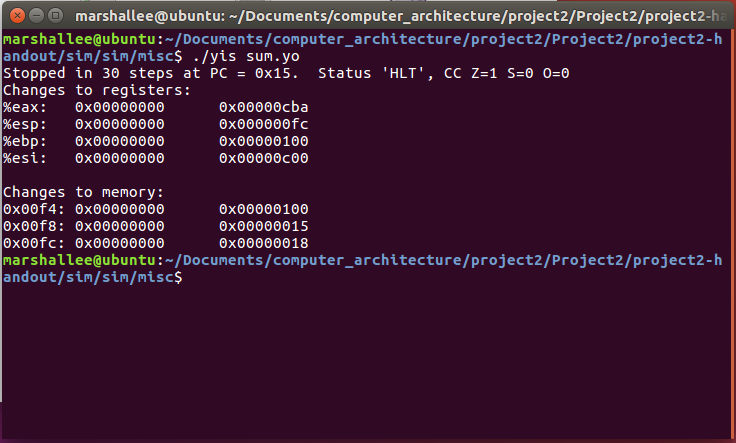 marshallee@ubuntu: ~/Documents/computer_architecture/project2/Project2/project2-ha
marshallee@ubuntu:~/Documents/computer_architecture/project2/Project2/project2-h
andout/sim/sim/misc$ ./yis sum.yo
Stopped in 30 steps at PC = 0x15.  Status 'HLT', CC Z=1 S=0 O=0
Changes to registers:
%eax:   0x00000000      0x00000cba
%esp:   0x00000000      0x000000fc
%ebp:   0x00000000      0x00000100
%esi:   0x00000000      0x00000c00

Changes to memory:
0x00f4: 0x00000000      0x00000100
0x00f8: 0x00000000      0x00000015
0x00fc: 0x00000000      0x00000018
marshallee@ubuntu:~/Documents/computer_architecture/project2/Project2/project2-h
andout/sim/sim/misc$